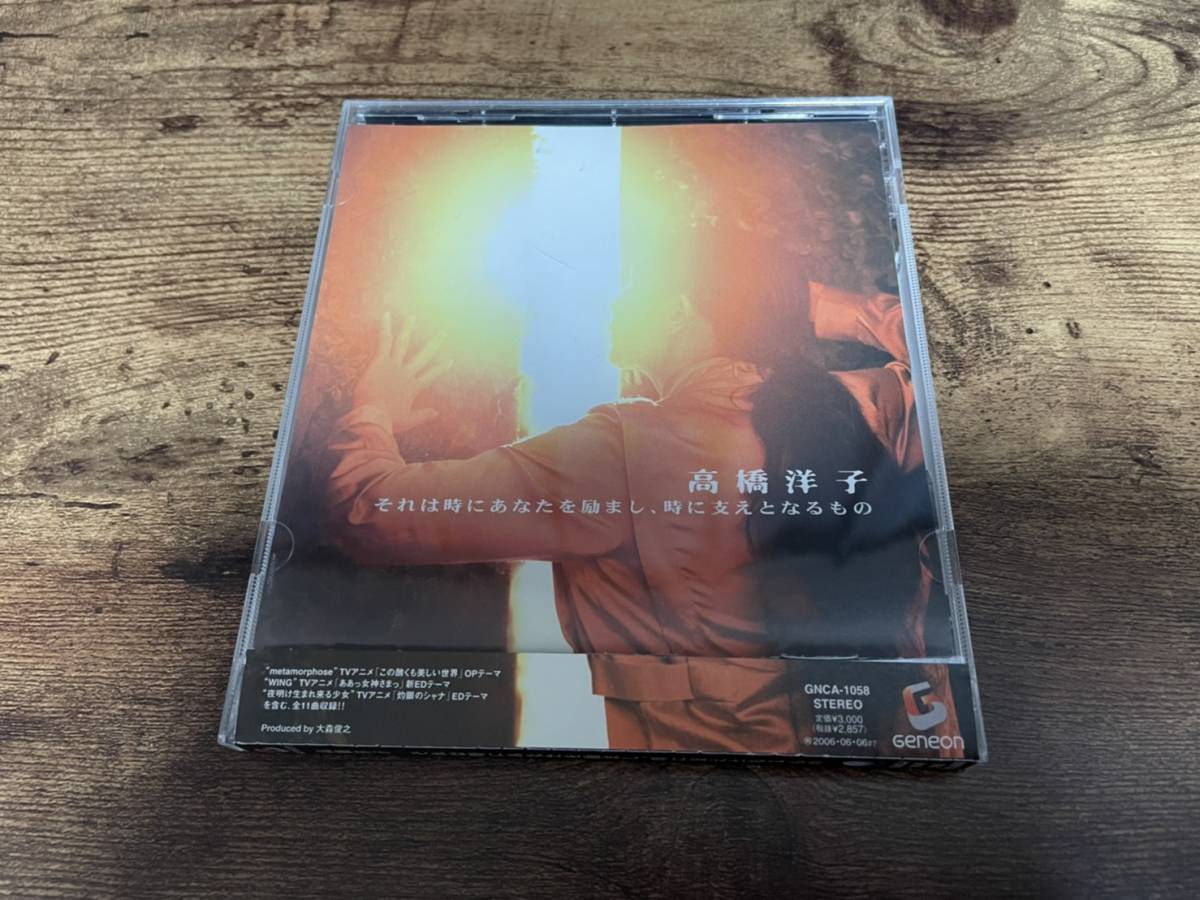 高橋洋子
それは時にあなたを励まし、時に支えとなるもの
"metamorphose" TVアニメ「この醜くも美しい世界」OPテーマ
"WING" TVアニメ「ああっ女神さまっ」新EDテーマ
"夜明け生まれ来る少女" TVアニメ「灼眼のシャナ」EDテーマ
を含む、全11曲収録!!
Produced by 大森俊之
GNCA-1058
STEREO
定価¥3,000
(税抜¥2,857)
2006・06・06まで
GENEON